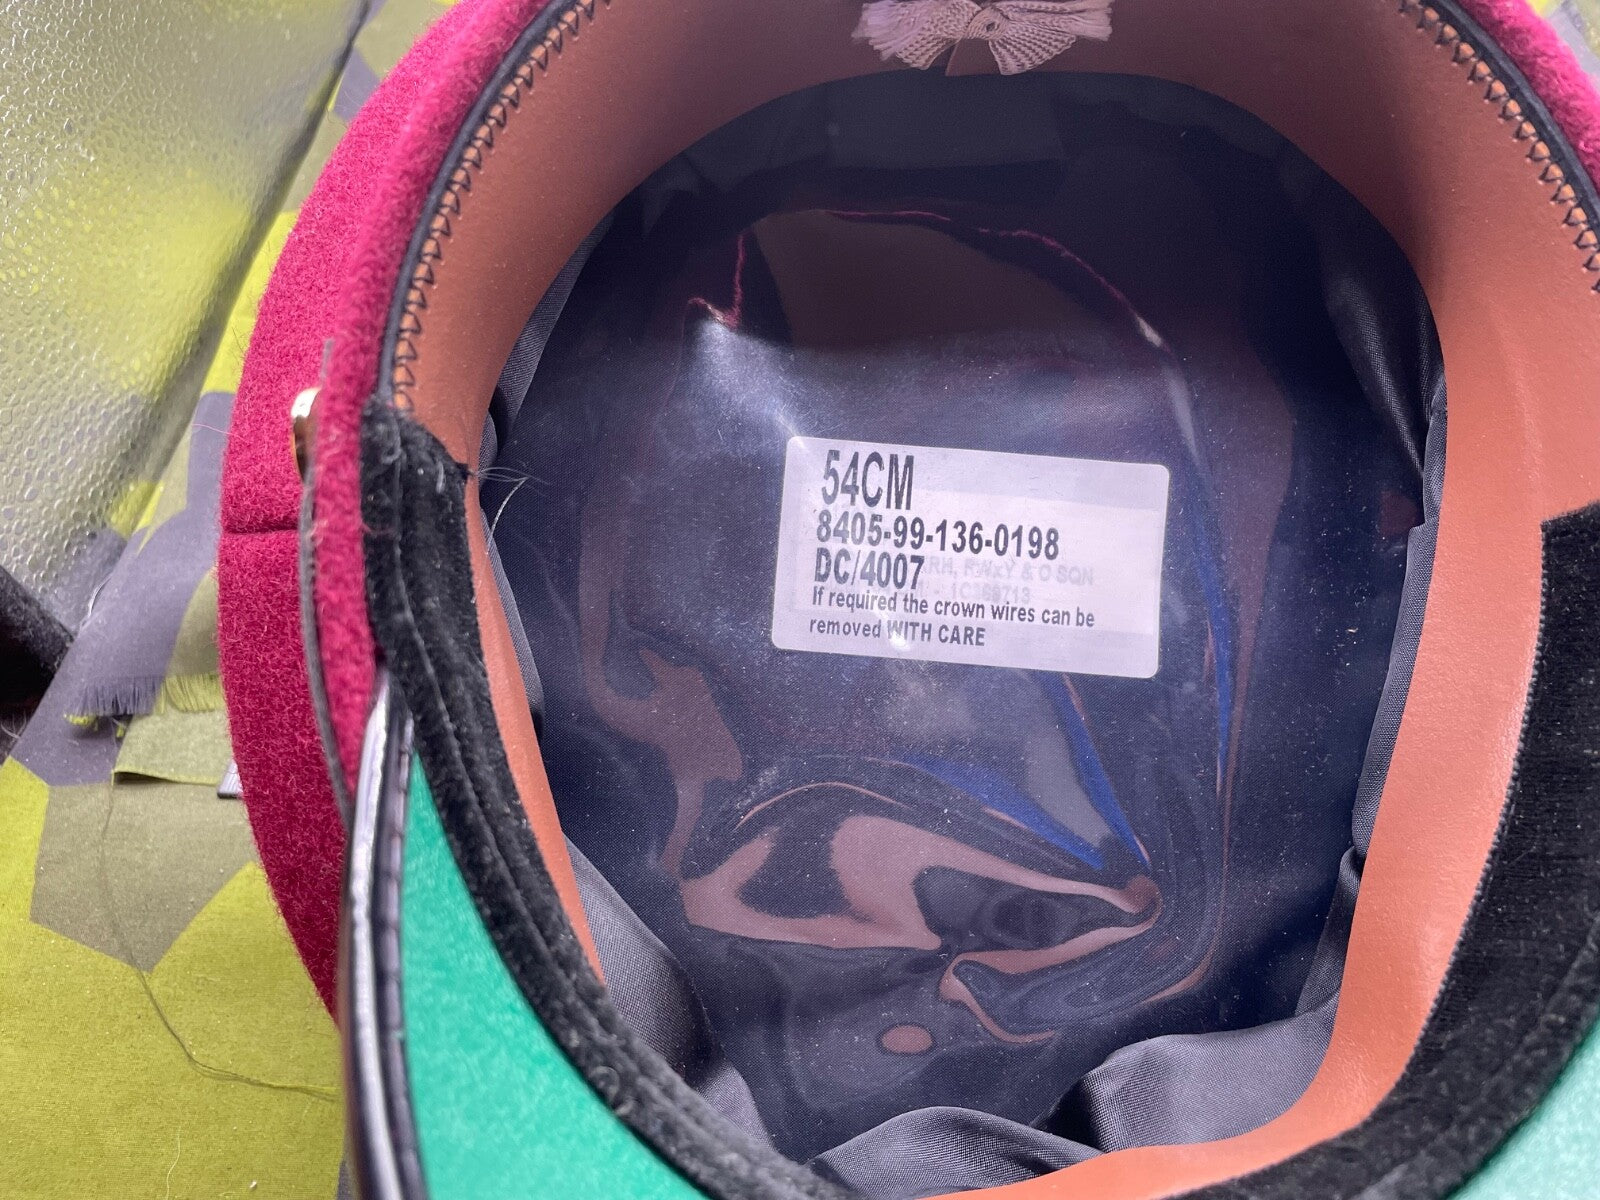 54CM
8405-99-136-0198
DC/4007
If required the crown wires can be
removed WITH CARE